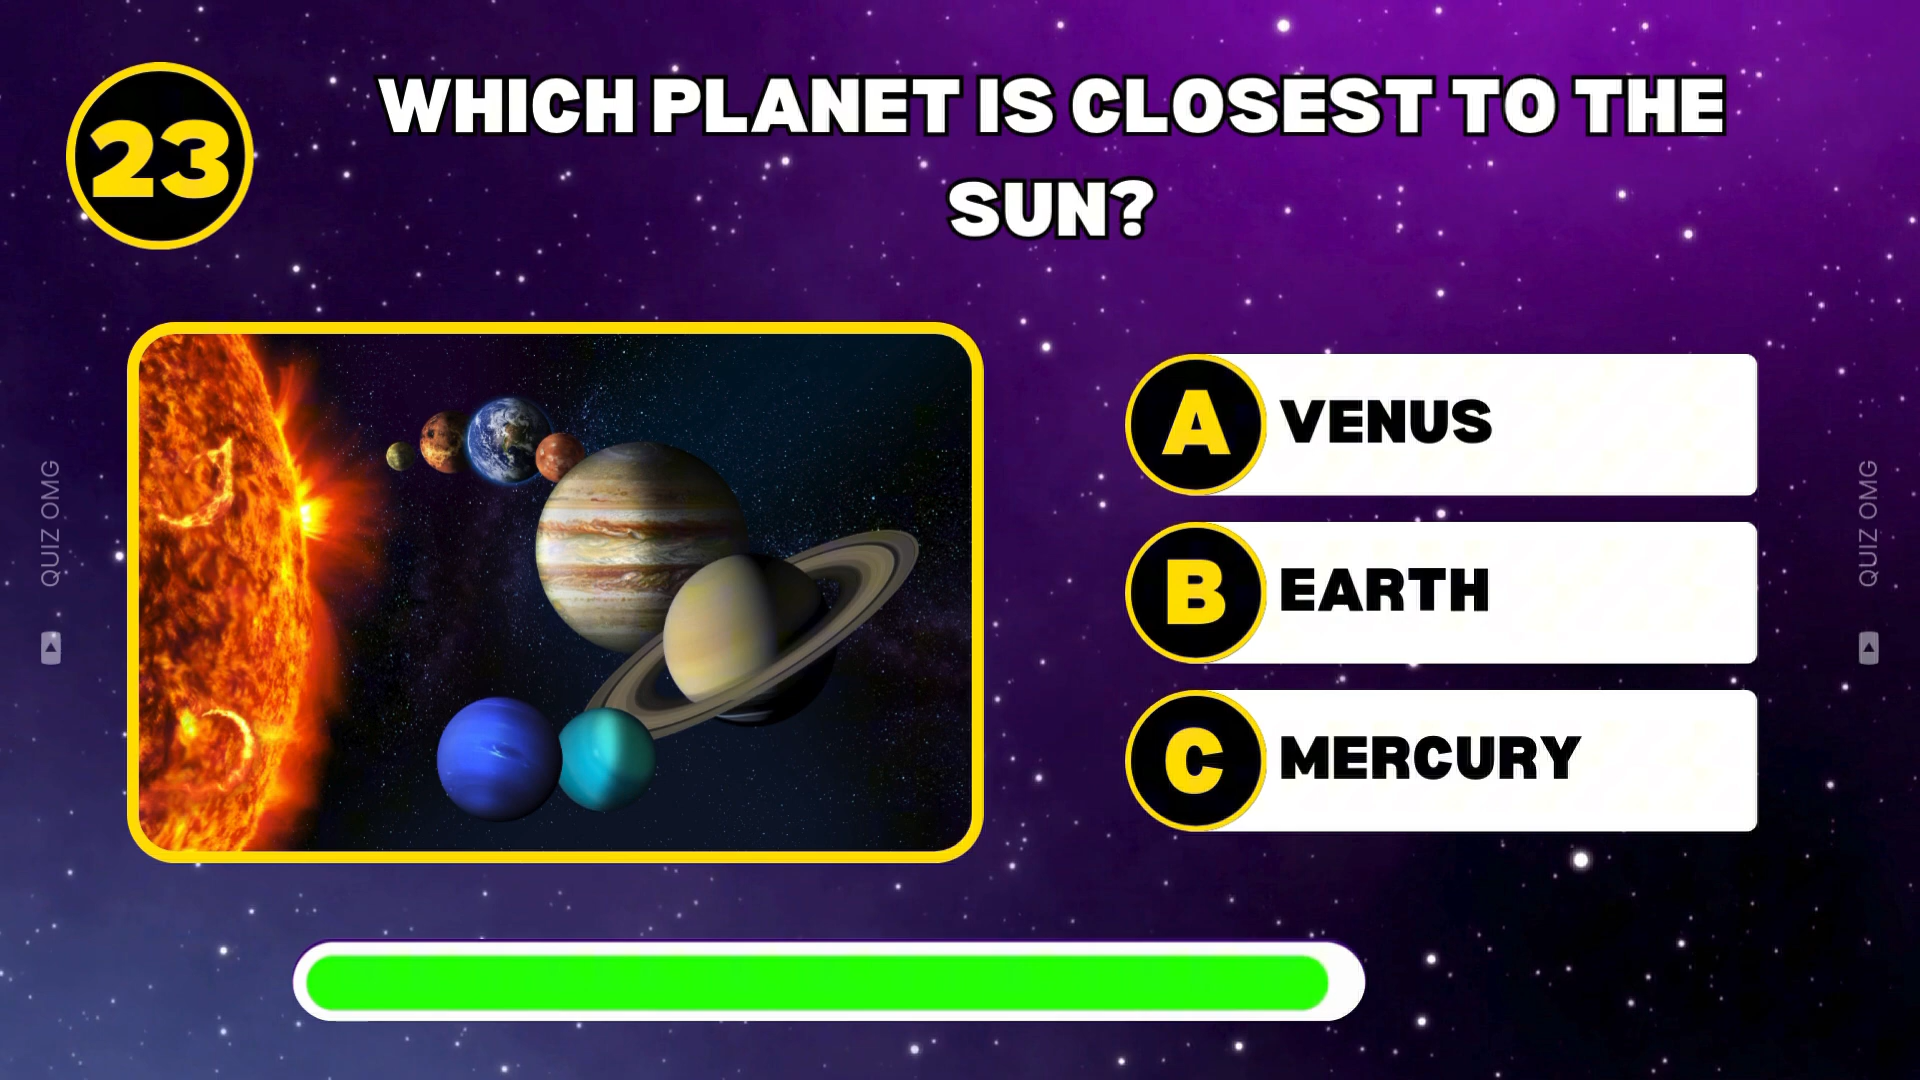 23
WHICH PLANET IS CLOSEST TO THE
SUN?
A VENUS
B EARTH
C MERCURY
QUIZ OMG
QUIZ OMG